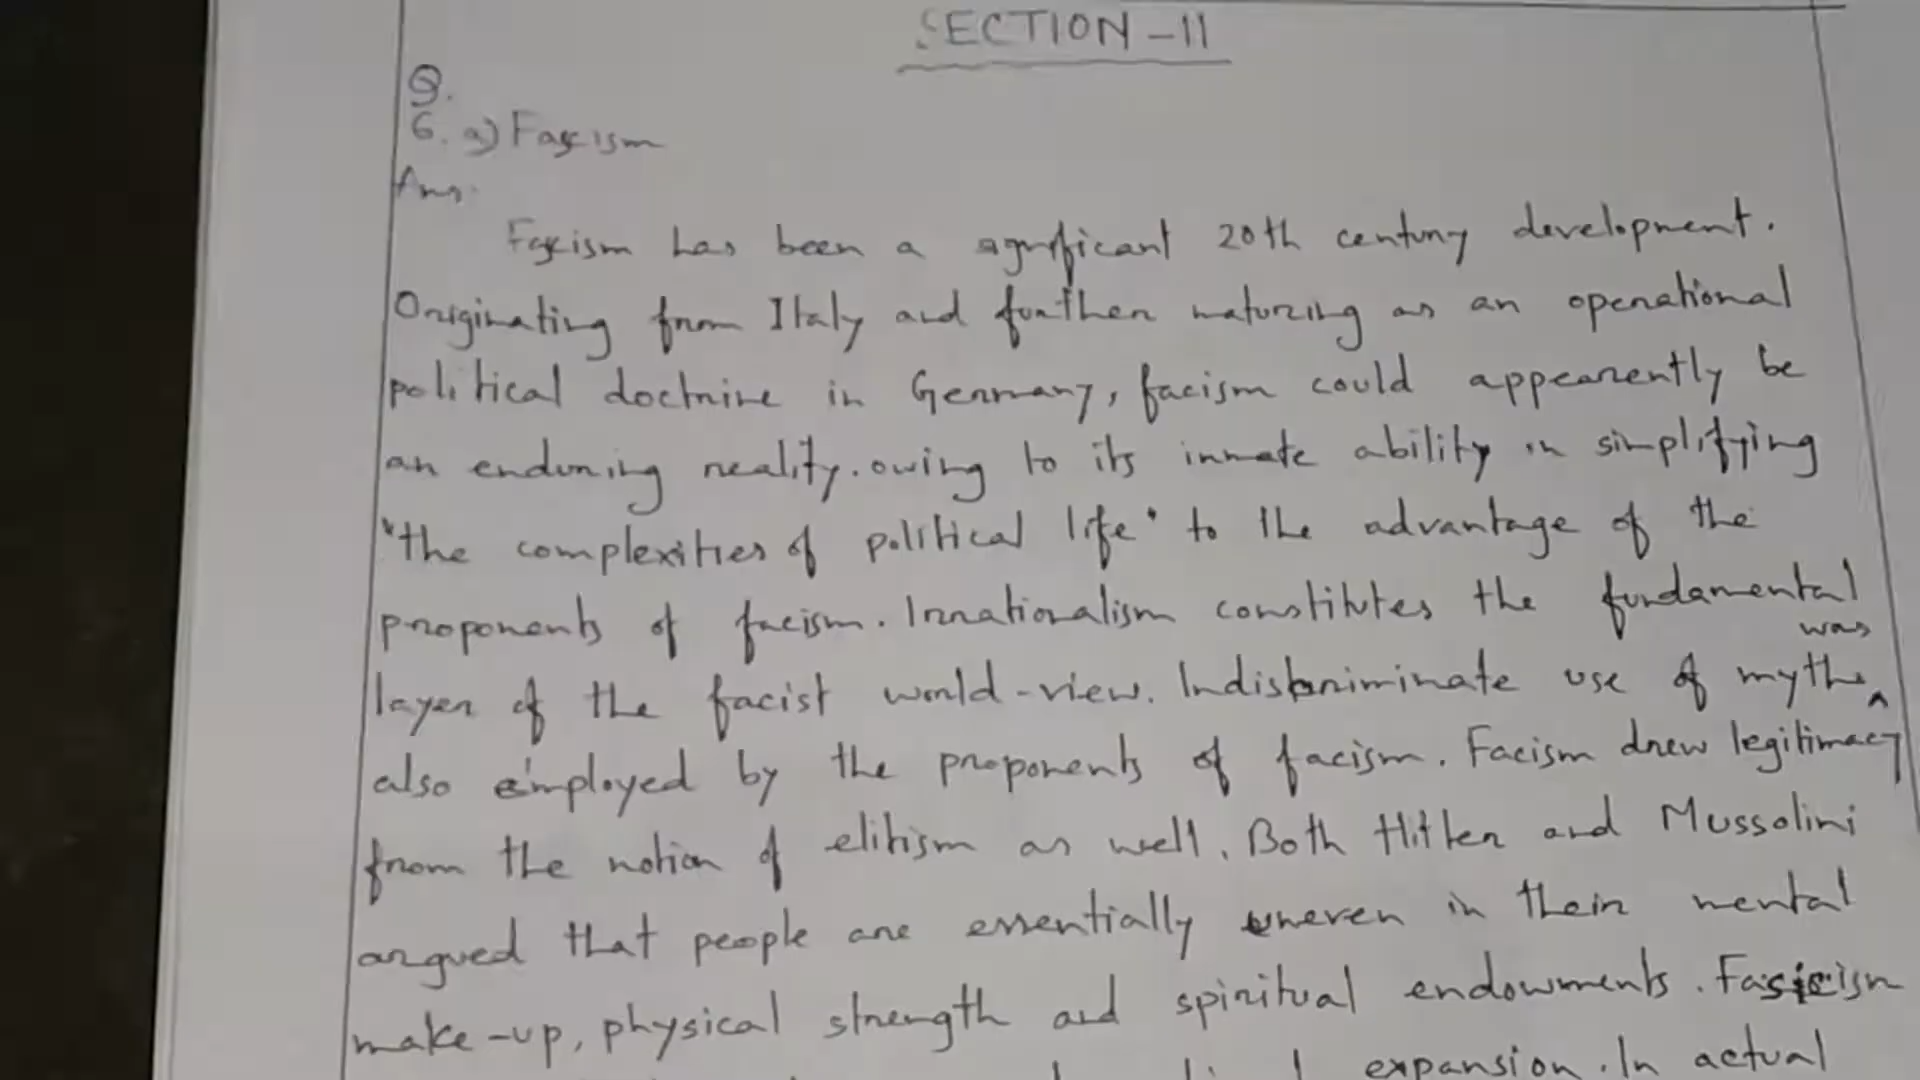 SECTION-II
Q.
6. a) Fascism
Ans.
Fascism has been a significant 20th century development.
Originating from Italy and further maturing as an operational
political doctrine in Germany, facism could appearently be
an enduring reality. owing to its innate ability in simplifying
"the complexities of political life" to the advantage of the
proponents of facism. Irrationalism constitutes the fundamental
layer of the facist world-view. Indiscriminate use of myths was
also employed by the proponents of facism. Facism drew legitimacy
from the notion of elitism as well. Both Hitler and Mussolini
argued that people are essentially uneven in their mental
make-up, physical strength and spiritual endowments. Fascism
expansion. In actual